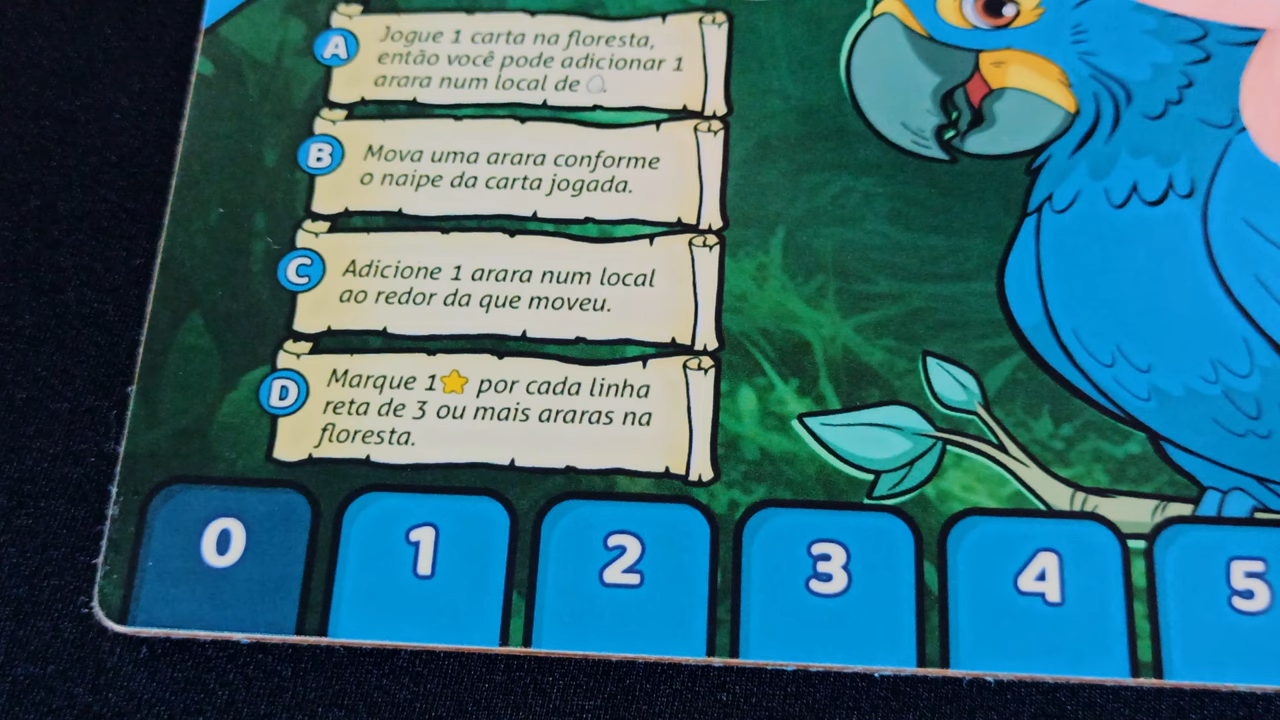 A
Jogue 1 carta na floresta,
então você pode adicionar 1
arara num local de
B
Mova uma arara conforme
o naipe da carta jogada.
C
Adicione 1 arara num local
ao redor da que moveu.
D
Marque 1 por cada linha
reta de 3 ou mais araras na
floresta.
0 1 2 3 4 5